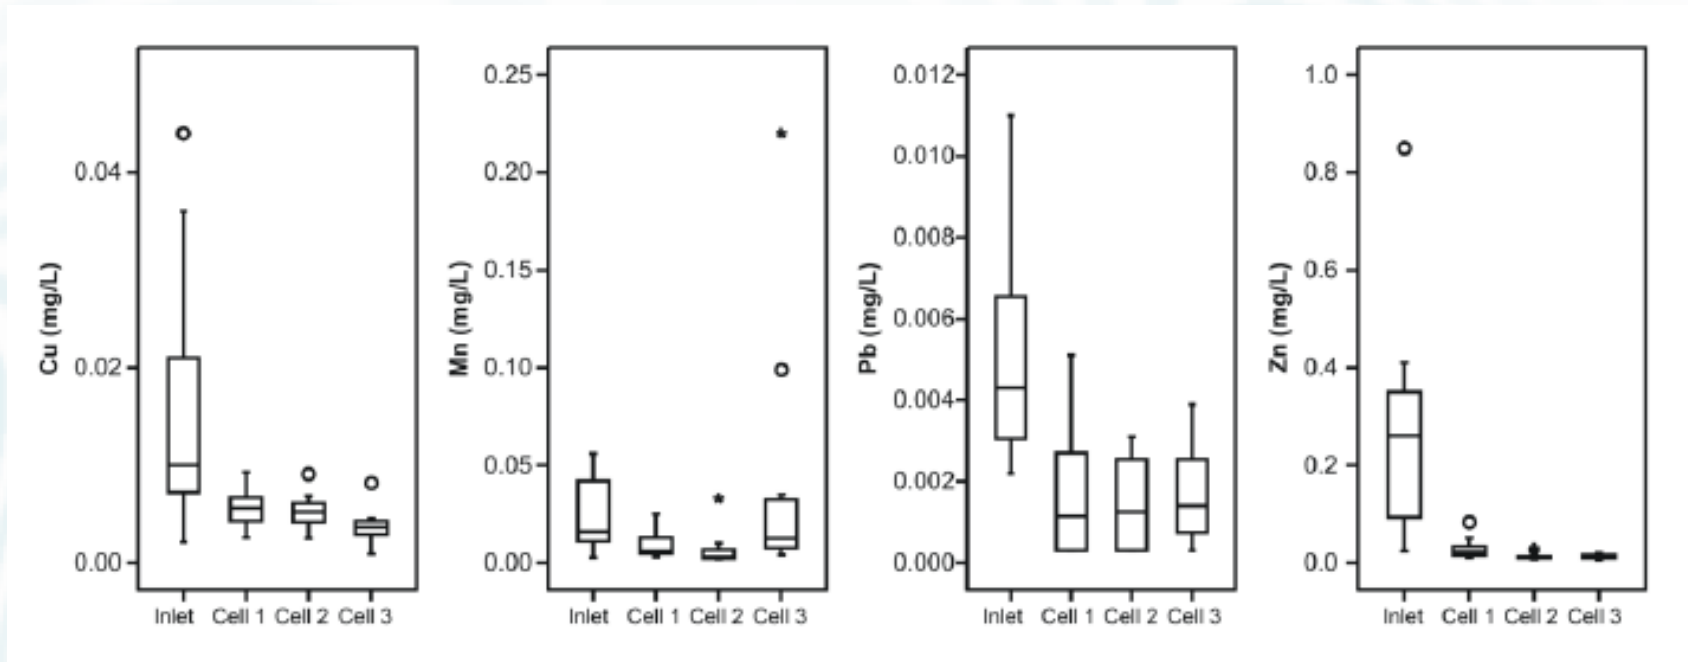 Cu (mg/L)
0.04
0.02
0.00
Inlet Cell 1 Cell 2 Cell 3
Mn (mg/L)
0.25
0.20
0.15
0.10
0.05
0.00
Inlet Cell 1 Cell 2 Cell 3
Pb (mg/L)
0.012
0.010
0.008
0.006
0.004
0.002
0.000
Inlet Cell 1 Cell 2 Cell 3
Zn (mg/L)
1.0
0.8
0.6
0.4
0.2
0.0
Inlet Cell 1 Cell 2 Cell 3